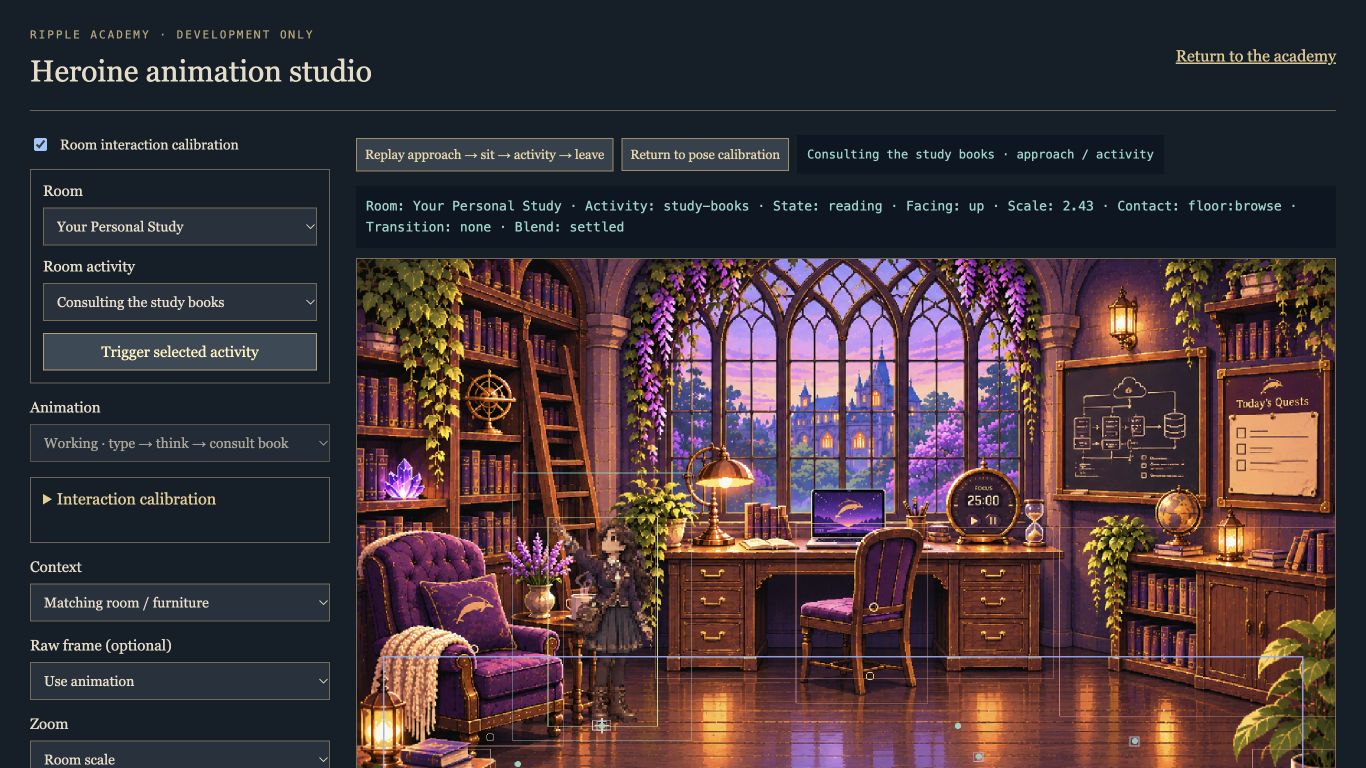 RIPPLE ACADEMY · DEVELOPMENT ONLY
Heroine animation studio
Return to the academy
Room interaction calibration
Room
Your Personal Study
Room activity
Consulting the study books
Trigger selected activity
Animation
Working · type → think → consult book
Interaction calibration
Context
Matching room / furniture
Raw frame (optional)
Use animation
Zoom
Room scale
Replay approach → sit → activity → leave
Return to pose calibration
Consulting the study books · approach / activity
Room: Your Personal Study · Activity: study-books · State: reading · Facing: up · Scale: 2.43 · Contact: floor:browse ·
Transition: none · Blend: settled
Today's Quests
FOCUS
25:00